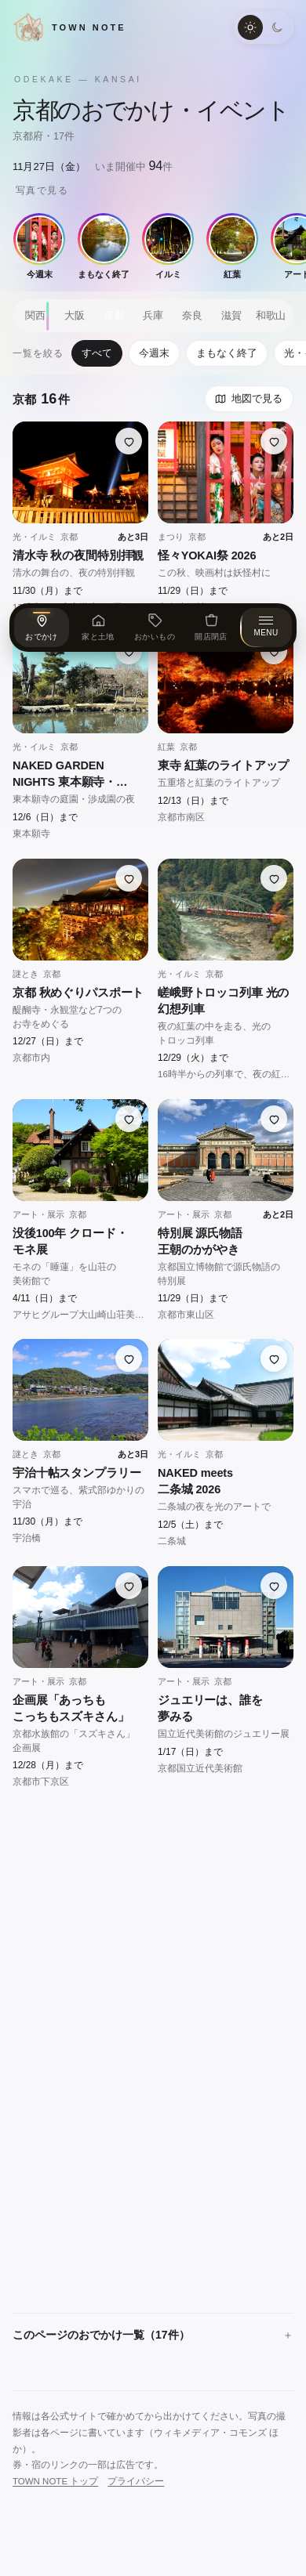 TOWN NOTE
ODEKAKE — KANSAI
京都のおでかけ・イベント
京都府・17件
11月27日（金） いま開催中 94件
写真で見る
今週末 まもなく終了 イルミ 紅葉 アート
関西 大阪 兵庫 奈良 滋賀 和歌山
一覧を絞る すべて 今週末 まもなく終了 光・イ
京都 16件 地図で見る
光・イルミ 京都 あと3日
清水寺 秋の夜間特別拝観
清水の舞台の、夜の特別拝観
11/30（月）まで
まつり 京都 あと2日
怪々YOKAI祭 2026
この秋、映画村は妖怪村に
11/29（日）まで
おでかけ 家と土地 おかいもの 開店閉店 MENU
光・イルミ 京都
NAKED GARDEN
NIGHTS 東本願寺・…
東本願寺の庭園・渉成園の夜
12/6（日）まで
東本願寺
紅葉 京都
東寺 紅葉のライトアップ
五重塔と紅葉のライトアップ
12/13（日）まで
京都市南区
謎とき 京都
京都 秋めぐりパスポート
醍醐寺・永観堂など7つの
お寺をめぐる
12/27（日）まで
京都市内
光・イルミ 京都
嵯峨野トロッコ列車 光の
幻想列車
夜の紅葉の中を走る、光の
トロッコ列車
12/29（火）まで
16時半からの列車で、夜の紅…
アート・展示 京都
没後100年 クロード・
モネ展
モネの「睡蓮」を山荘の
美術館で
4/11（日）まで
アサヒグループ大山崎山荘美…
アート・展示 京都 あと2日
特別展 源氏物語
王朝のかがやき
京都国立博物館で源氏物語の
特別展
11/29（日）まで
京都市東山区
謎とき 京都 あと3日
宇治十帖スタンプラリー
スマホで巡る、紫式部ゆかりの
宇治
11/30（月）まで
宇治橋
光・イルミ 京都
NAKED meets
二条城 2026
二条城の夜を光のアートで
12/5（土）まで
二条城
アート・展示 京都
企画展「あっちも
こっちもスズキさん」
京都水族館の「スズキさん」
企画展
12/28（月）まで
京都市下京区
アート・展示 京都
ジュエリーは、誰を
夢みる
国立近代美術館のジュエリー展
1/17（日）まで
京都国立近代美術館
このページのおでかけ一覧（17件） +
情報は各公式サイトで確かめてから出かけてください。写真の撮
影者は各ページに書いています（ウィキメディア・コモンズ ほ
か）。
券・宿のリンクの一部は広告です。
TOWN NOTE トップ プライバシー